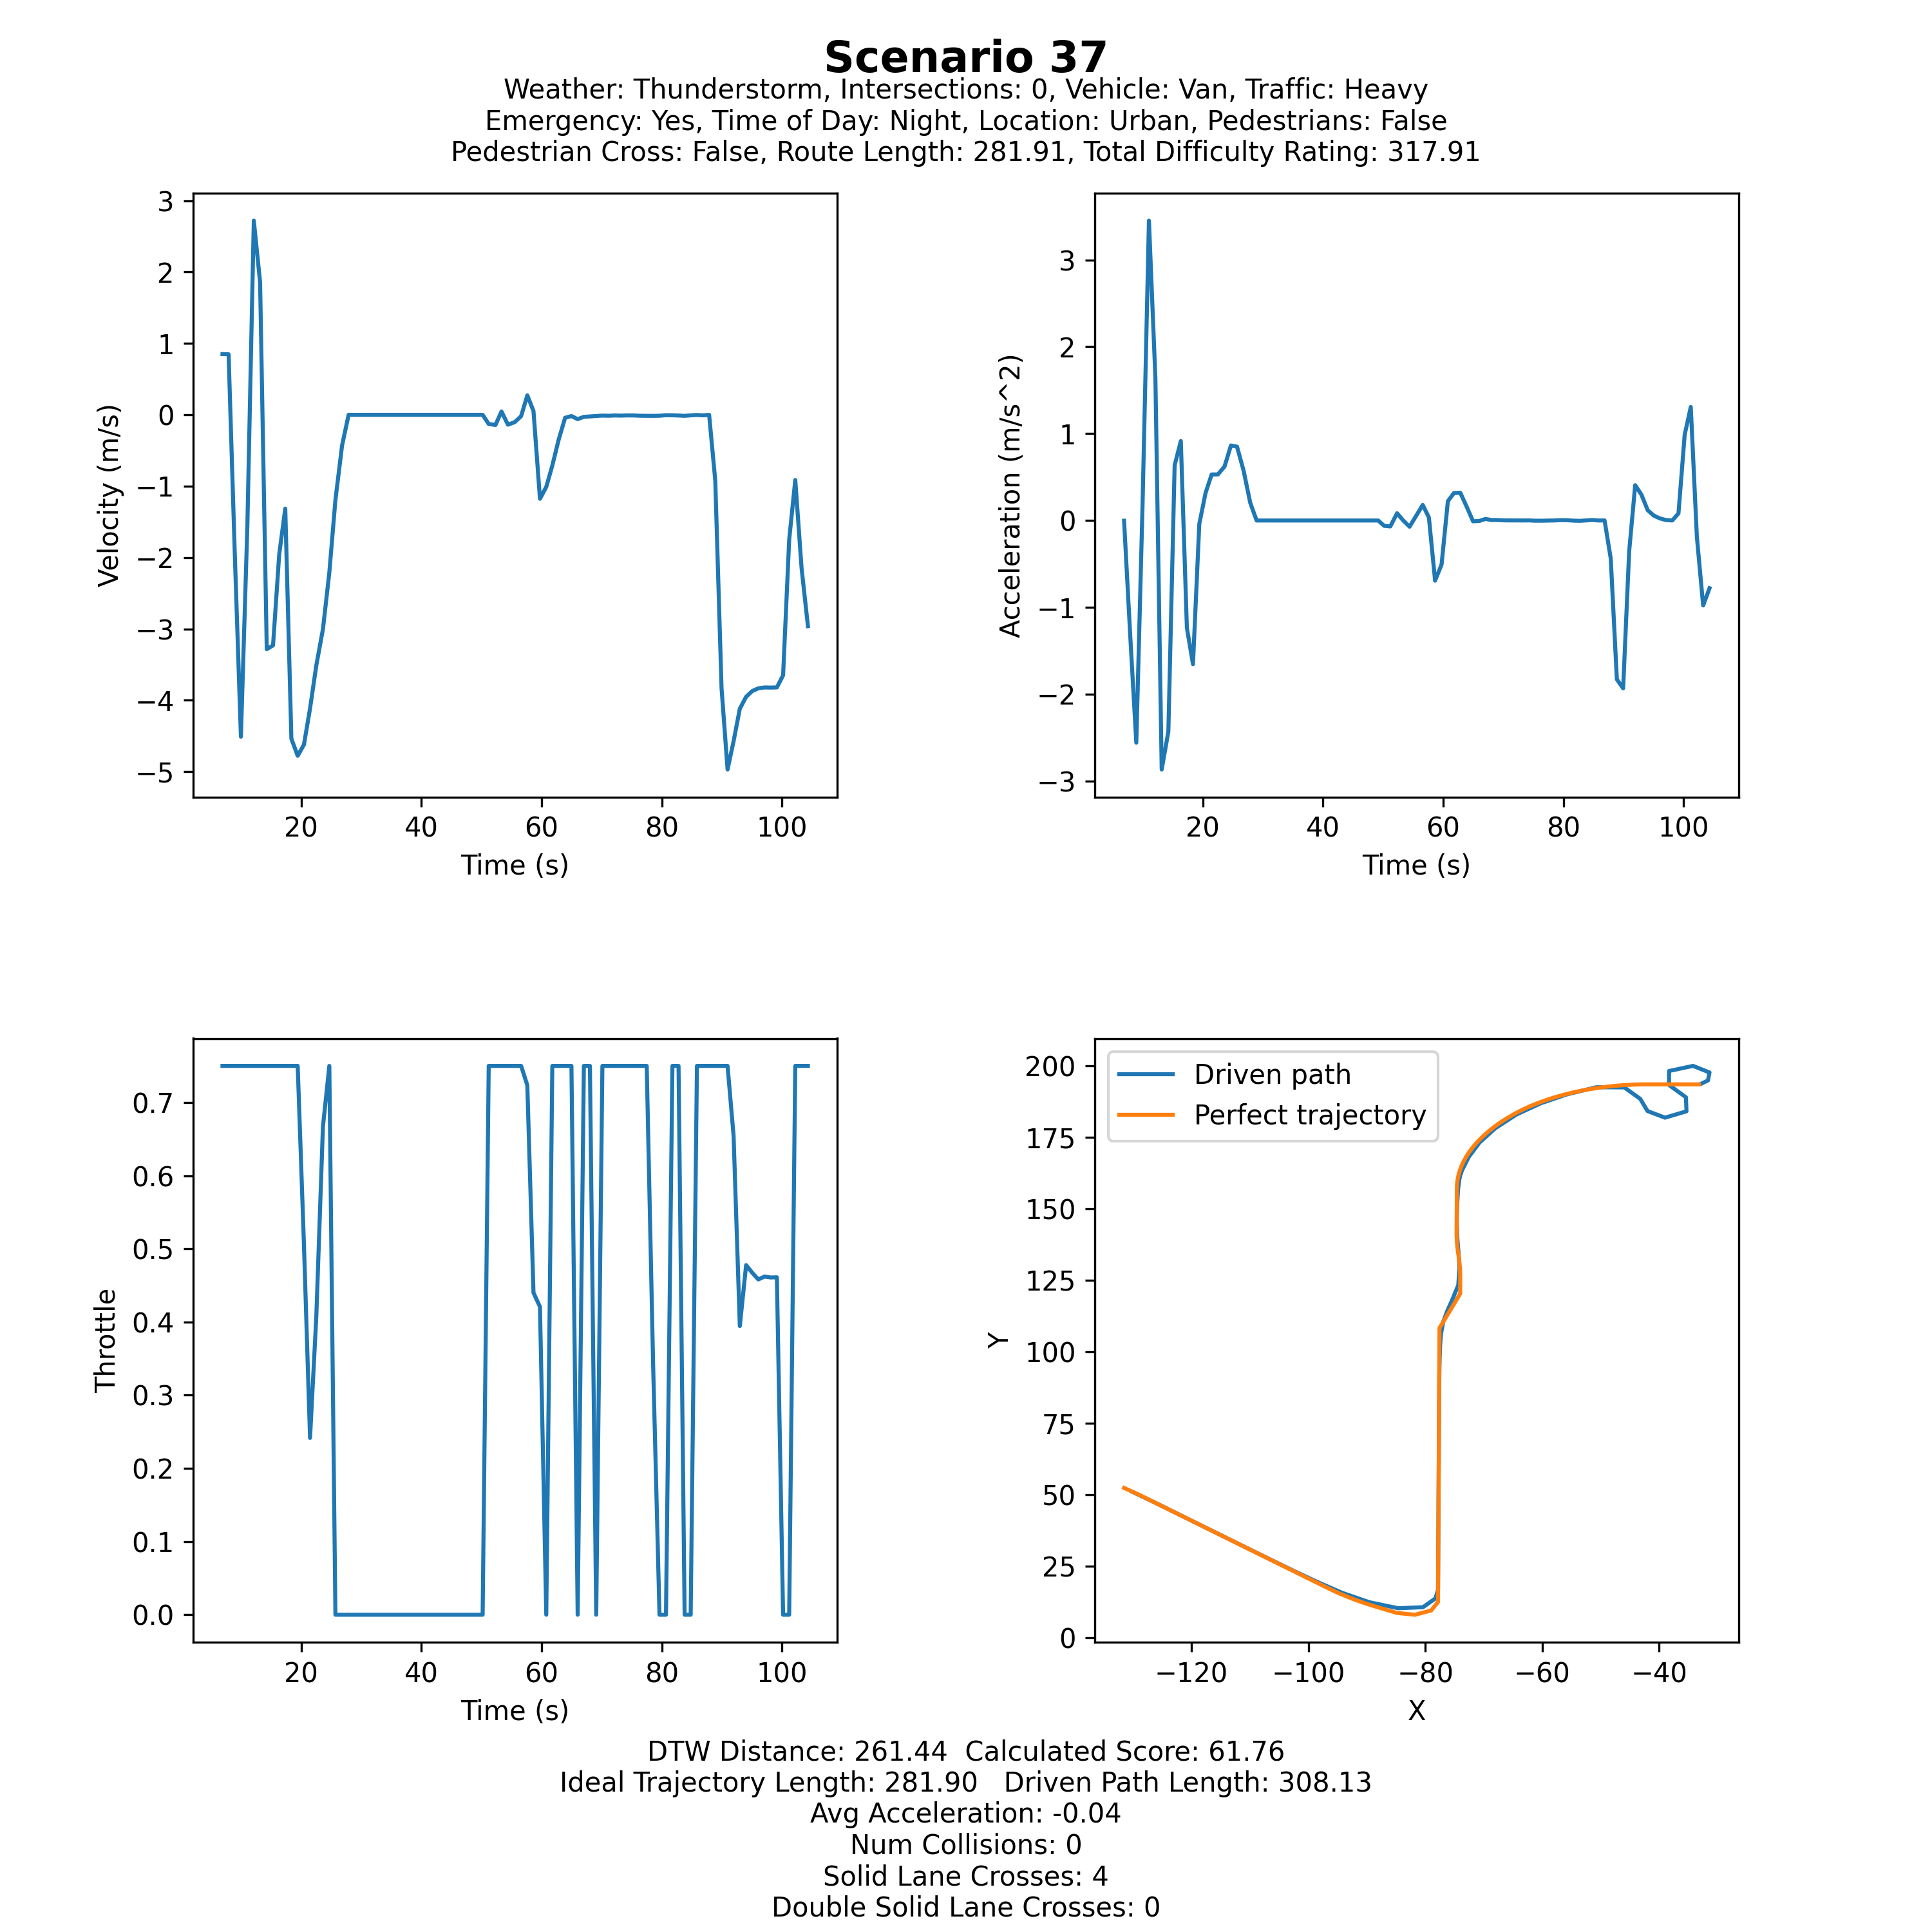 Scenario 37
Weather: Thunderstorm, Intersections: 0, Vehicle: Van, Traffic: Heavy
Emergency: Yes, Time of Day: Night, Location: Urban, Pedestrians: False
Pedestrian Cross: False, Route Length: 281.91, Total Difficulty Rating: 317.91
3
2
1
0
−1
−2
−3
−4
−5
Velocity (m/s)
20 40 60 80 100
Time (s)
3
2
1
0
−1
−2
−3
Acceleration (m/s^2)
20 40 60 80 100
Time (s)
0.7
0.6
0.5
0.4
0.3
0.2
0.1
0.0
Throttle
20 40 60 80 100
Time (s)
Driven path
Perfect trajectory
200
175
150
125
100
75
50
25
0
Y
−120 −100 −80 −60 −40
X
DTW Distance: 261.44 Calculated Score: 61.76
Ideal Trajectory Length: 281.90 Driven Path Length: 308.13
Avg Acceleration: -0.04
Num Collisions: 0
Solid Lane Crosses: 4
Double Solid Lane Crosses: 0